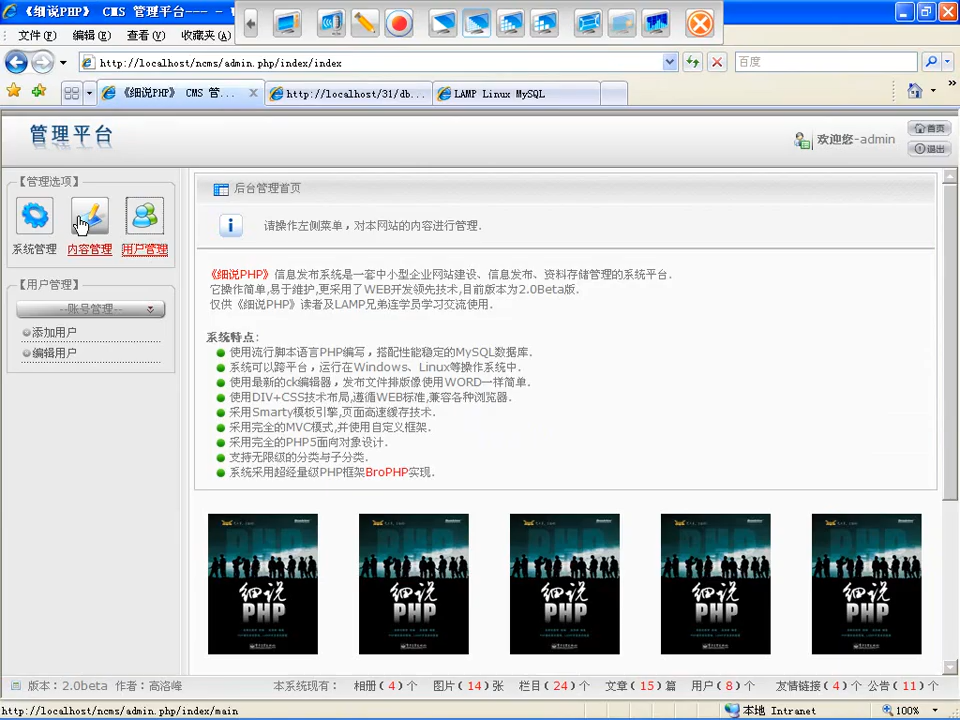 《细说PHP》 CMS 管理平台---
文件(F) 编辑(E) 查看(V) 收藏夹(A)
http://localhost/ncms/admin.php/index/index
百度
《细说PHP》 CMS 管...
http://localhost/31/db...
LAMP Linux MySQL
管理平台
欢迎您-admin
首页
退出
【管理选项】
系统管理 内容管理 用户管理
【用户管理】
--账号管理--
添加用户
编辑用户
后台管理首页
请操作左侧菜单，对本网站的内容进行管理.
《细说PHP》信息发布系统是一套中小型企业网站建设、信息发布、资料存储管理的系统平台.
它操作简单,易于维护,更采用了WEB开发领先技术,目前版本为2.0Beta版.
仅供《细说PHP》读者及LAMP兄弟连学员学习交流使用.
系统特点:
使用流行脚本语言PHP编写，搭配性能稳定的MySQL数据库.
系统可以跨平台，运行在Windows、Linux等操作系统中.
使用最新的ck编辑器，发布文件排版像使用WORD一样简单.
使用DIV+CSS技术布局,遵循WEB标准,兼容各种浏览器.
采用Smarty模板引擎,页面高速缓存技术.
采用完全的MVC模式,并使用自定义框架.
采用完全的PHP5面向对象设计.
支持无限级的分类与子分类.
系统采用超轻量级PHP框架BroPHP实现.
细说 PHP
细说 PHP
细说 PHP
细说 PHP
细说 PHP
版本：2.0beta 作者：高洛峰
本系统现有： 相册(4)个 图片(14)张 栏目(24)个 文章(15)篇 用户(8)个 友情链接(4)个 公告(11)个
http://localhost/ncms/admin.php/index/main
本地 Intranet
100%